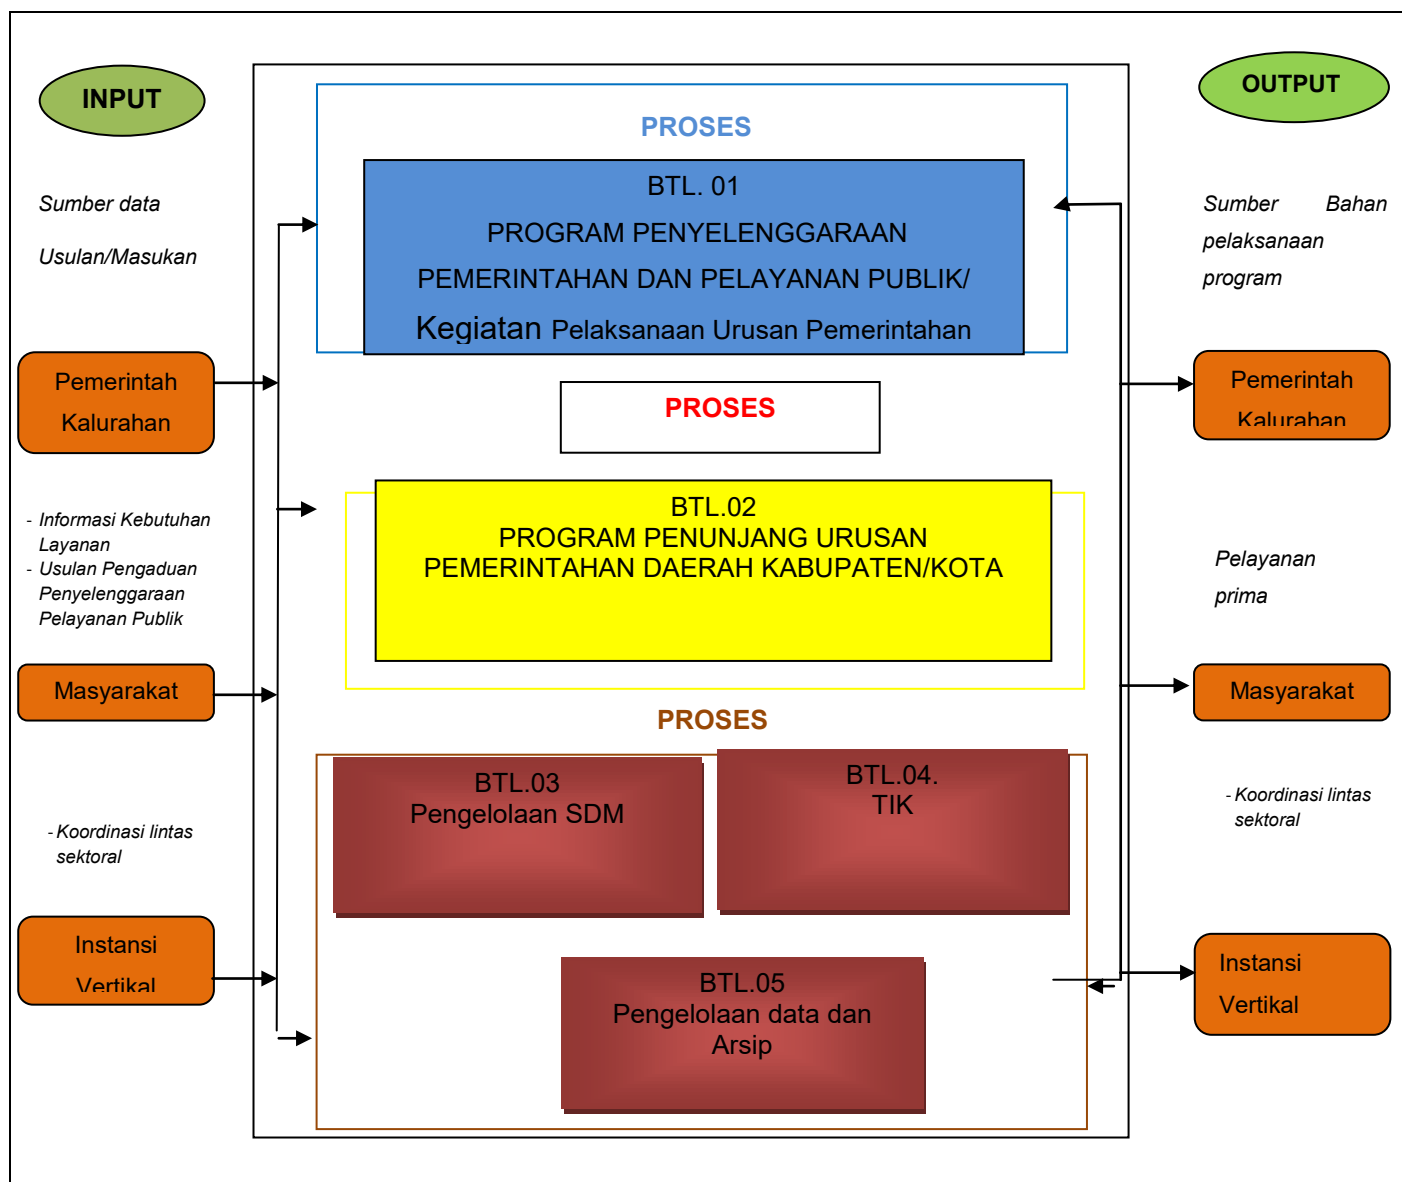 INPUT
Sumber data
Usulan/Masukan
Pemerintah
Kalurahan
- Informasi Kebutuhan
Layanan
- Usulan Pengaduan
Penyelenggaraan
Pelayanan Publik
Masyarakat
- Koordinasi lintas
sektoral
Instansi
Vertikal
PROSES
BTL. 01
PROGRAM PENYELENGGARAAN
PEMERINTAHAN DAN PELAYANAN PUBLIK/
Kegiatan Pelaksanaan Urusan Pemerintahan
PROSES
BTL.02
PROGRAM PENUNJANG URUSAN
PEMERINTAHAN DAERAH KABUPATEN/KOTA
PROSES
BTL.03
Pengelolaan SDM
BTL.04.
TIK
BTL.05
Pengelolaan data dan
Arsip
OUTPUT
Sumber Bahan
pelaksanaan
program
Pemerintah
Kalurahan
Pelayanan
prima
Masyarakat
- Koordinasi lintas
sektoral
Instansi
Vertikal